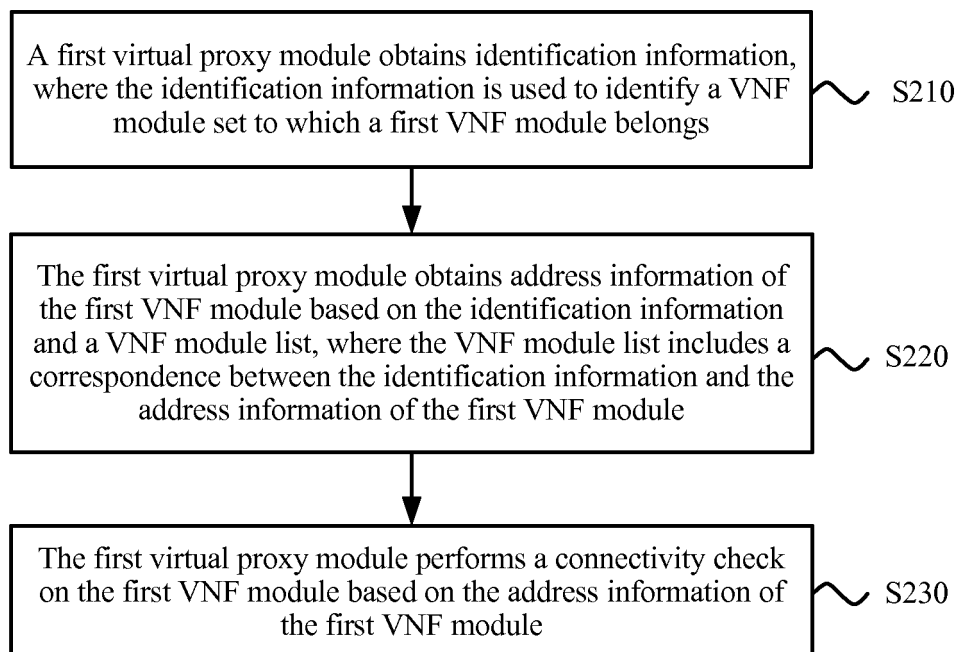 A first virtual proxy module obtains identification information,
where the identification information is used to identify a VNF
module set to which a first VNF module belongs
S210
The first virtual proxy module obtains address information of
the first VNF module based on the identification information
and a VNF module list, where the VNF module list includes a
correspondence between the identification information and the
address information of the first VNF module
S220
The first virtual proxy module performs a connectivity check
on the first VNF module based on the address information of
the first VNF module
S230